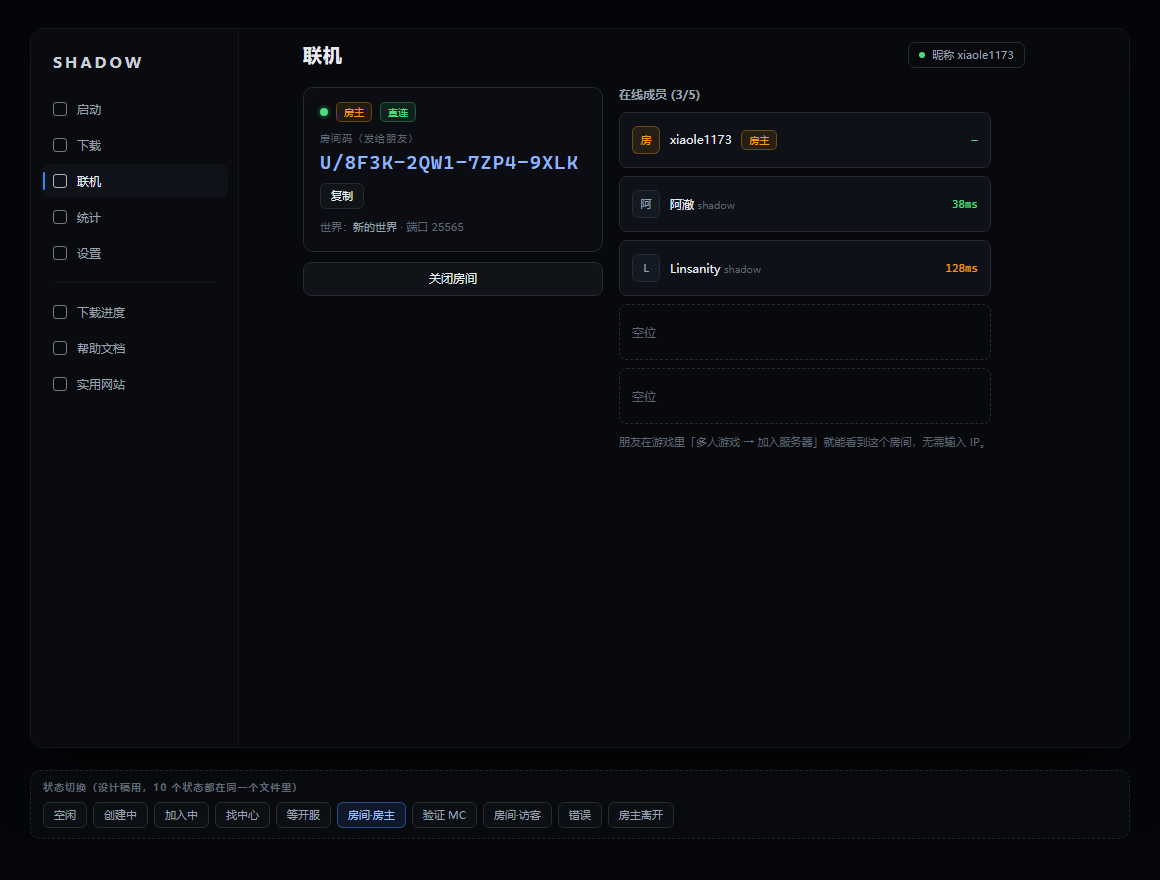 SHADOW
启动
下载
联机
统计
设置
下载进度
帮助文档
实用网站
联机
昵称 xiaole1173
房主 直连
房间码（发给朋友）
U/8F3K-2QW1-7ZP4-9XLK
复制
世界：新的世界 · 端口 25565
关闭房间
在线成员 (3/5)
房 xiaole1173 房主 –
阿 阿澈 shadow 38ms
L Linsanity shadow 128ms
空位
空位
朋友在游戏里「多人游戏 → 加入服务器」就能看到这个房间，无需输入 IP。
状态切换（设计稿用，10 个状态都在同一个文件里）
空闲 创建中 加入中 找中心 等开服 房间·房主 验证 MC 房间·访客 错误 房主离开